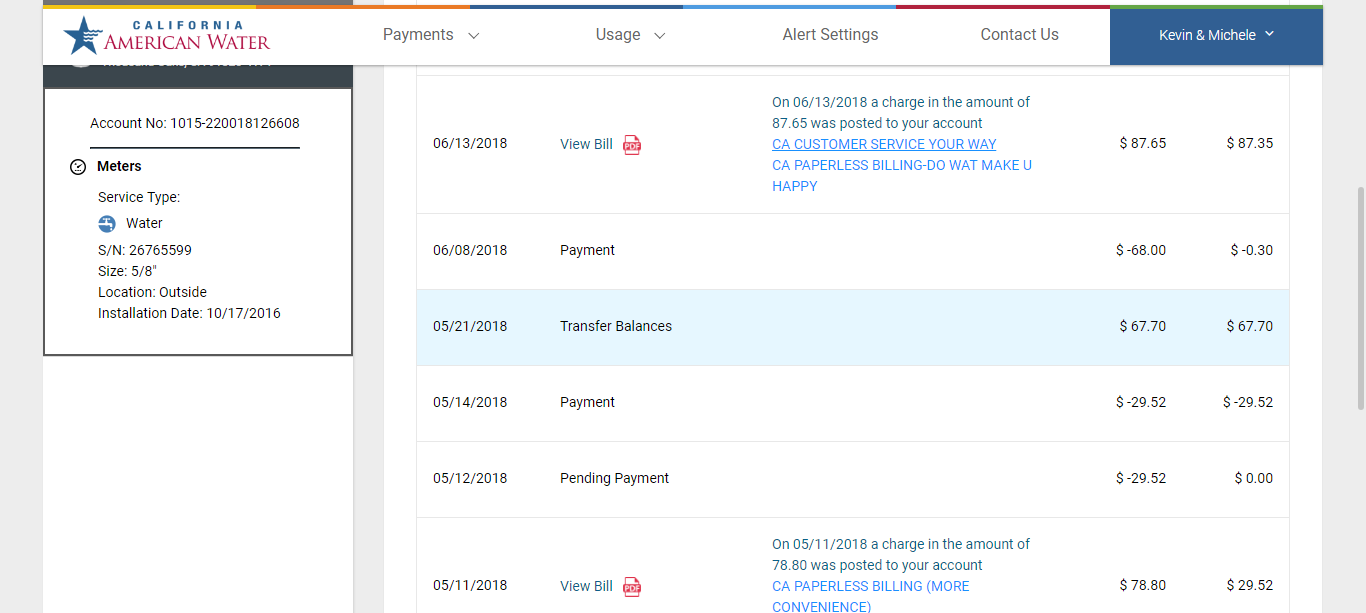 CALIFORNIA
AMERICAN WATER
Payments
Usage
Alert Settings
Contact Us
Kevin & Michele
Account No: 1015-220018126608
Meters
Service Type:
Water
S/N: 26765599
Size: 5/8"
Location: Outside
Installation Date: 10/17/2016
On 06/13/2018 a charge in the amount of
87.65 was posted to your account
06/13/2018 View Bill PDF CA CUSTOMER SERVICE YOUR WAY $ 87.65 $ 87.35
CA PAPERLESS BILLING-DO WAT MAKE U
HAPPY
06/08/2018 Payment $ -68.00 $ -0.30
05/21/2018 Transfer Balances $ 67.70 $ 67.70
05/14/2018 Payment $ -29.52 $ -29.52
05/12/2018 Pending Payment $ -29.52 $ 0.00
On 05/11/2018 a charge in the amount of
78.80 was posted to your account
05/11/2018 View Bill PDF CA PAPERLESS BILLING (MORE $ 78.80 $ 29.52
CONVENIENCE)